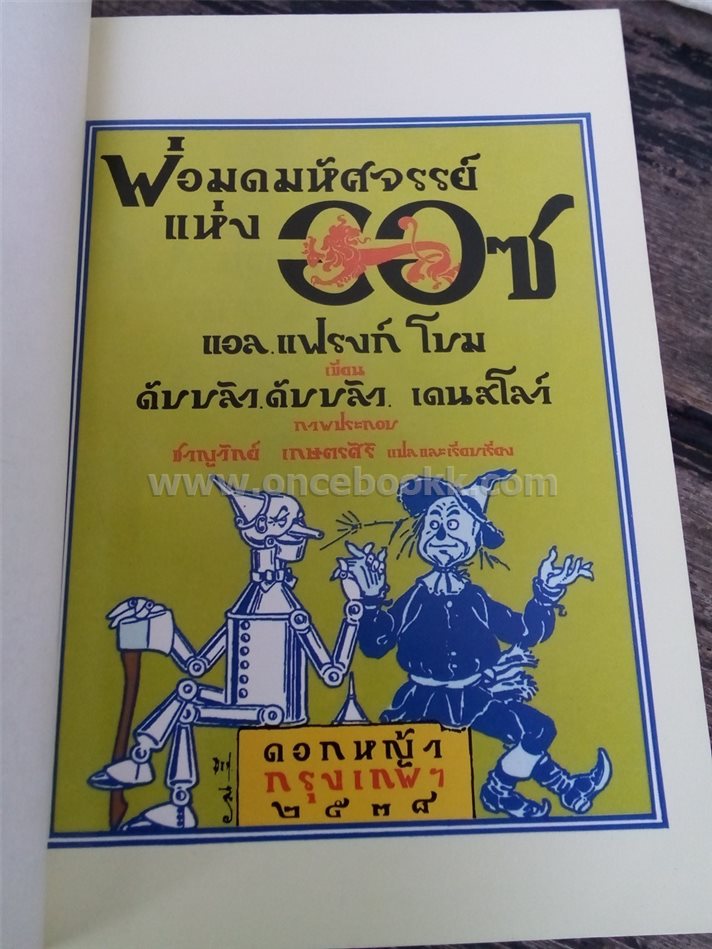 พ่อมดมหัศจรรย์
แห่ง ออซ
แอล. แฟรงก์ โบม
เขียน
ดับบลิว. ดับบลิว. เดนสโลว์
ภาพประกอบ
ชาญวิทย์ เกษตรศิริ แปลและเรียบเรียง
www.oncebookk.com
ดอกหญ้า
กรุงเทพฯ
๒๕๓๘